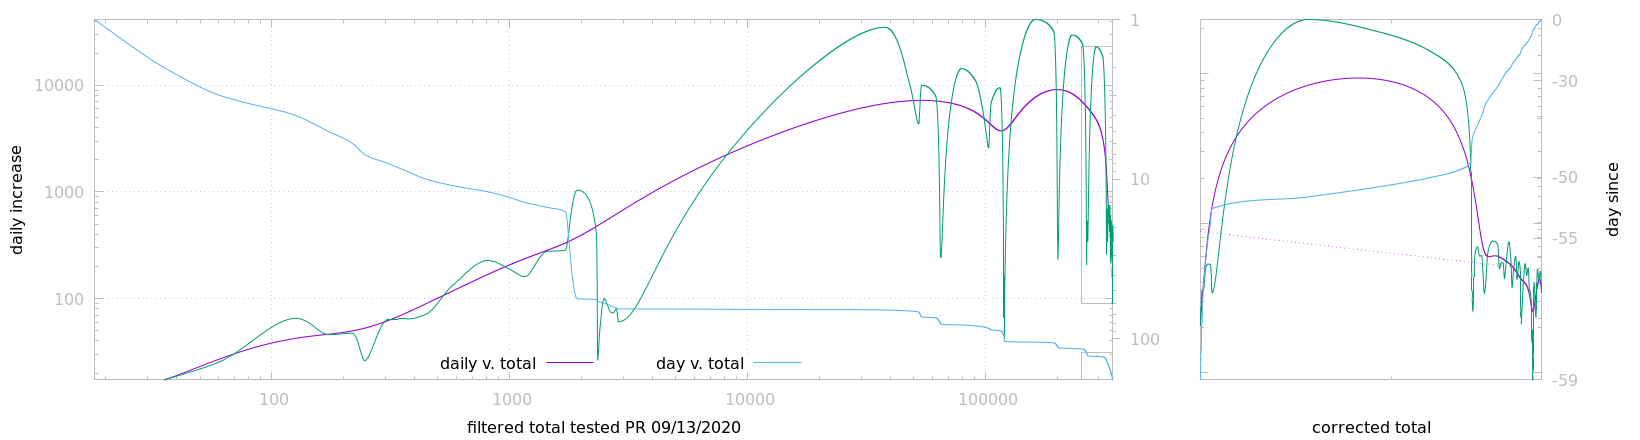 1
0
10000
-30
daily increase
10
-50
day since
1000
-55
100
100
daily v. total
day v. total
-59
100
1000
10000
100000
filtered total tested PR 09/13/2020
corrected total